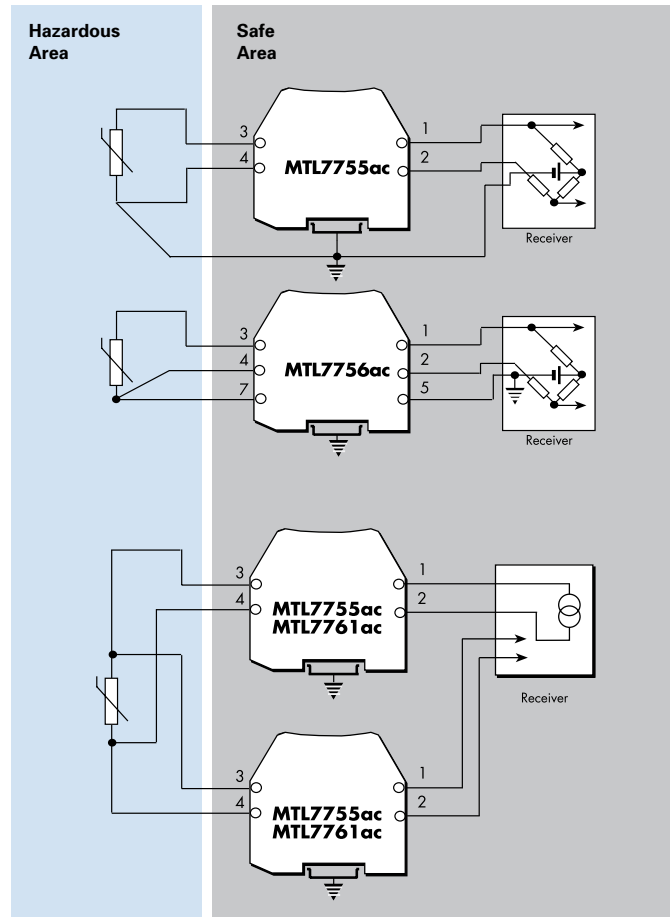 Hazardous
Area
Safe
Area
3
4
MTL7755ac
1
2
Receiver
3
4
7
MTL7756ac
1
2
5
Receiver
3
4
MTL7755ac
MTL7761ac
1
2
Receiver
3
4
MTL7755ac
MTL7761ac
1
2